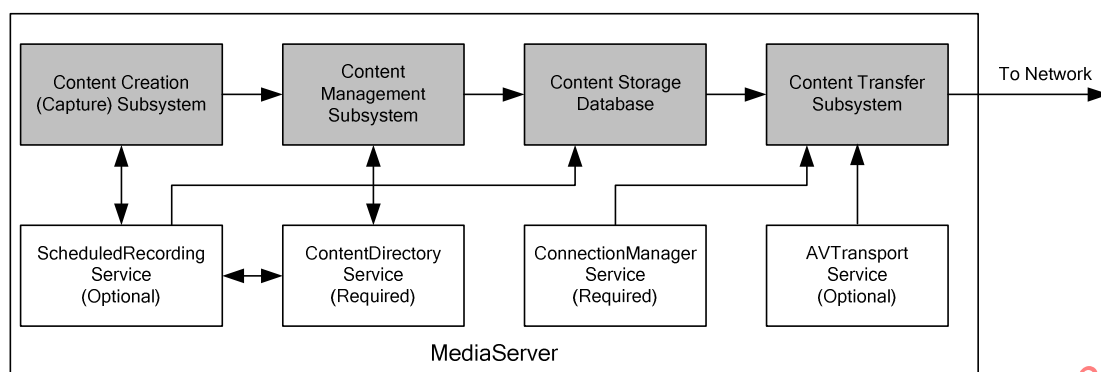 Content Creation
(Capture) Subsystem
Content
Management
Subsystem
Content Storage
Database
Content Transfer
Subsystem
To Network
ScheduledRecording
Service
(Optional)
ContentDirectory
Service
(Required)
ConnectionManager
Service
(Required)
AVTransport
Service
(Optional)
MediaServer